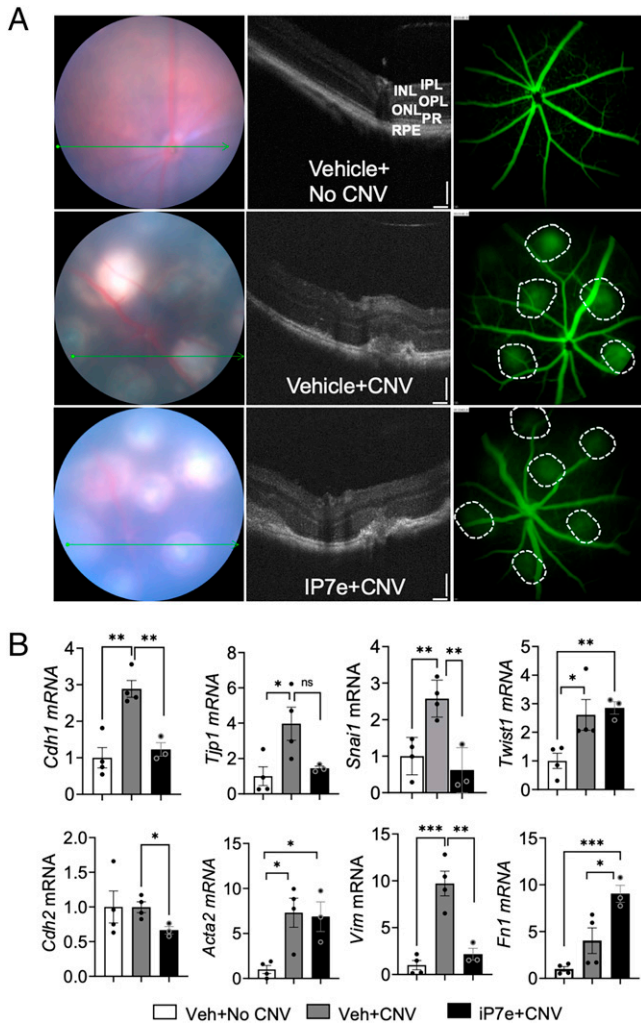 A
INL IPL
ONL OPL
RPE PR
Vehicle+
No CNV
Vehicle+CNV
IP7e+CNV
B
Cdh1 mRNA
4
3
2
1
0
**
**
Tjp1 mRNA
6
4
2
0
*
ns
Snai1 mRNA
4
3
2
1
0
**
**
Twist1 mRNA
5
4
3
2
1
0
**
*
Cdh2 mRNA
2.0
1.5
1.0
0.5
0.0
*
Acta2 mRNA
15
10
5
0
*
*
Vim mRNA
15
10
5
0
***
**
Fn1 mRNA
15
10
5
0
***
*
Veh+No CNV Veh+CNV iP7e+CNV